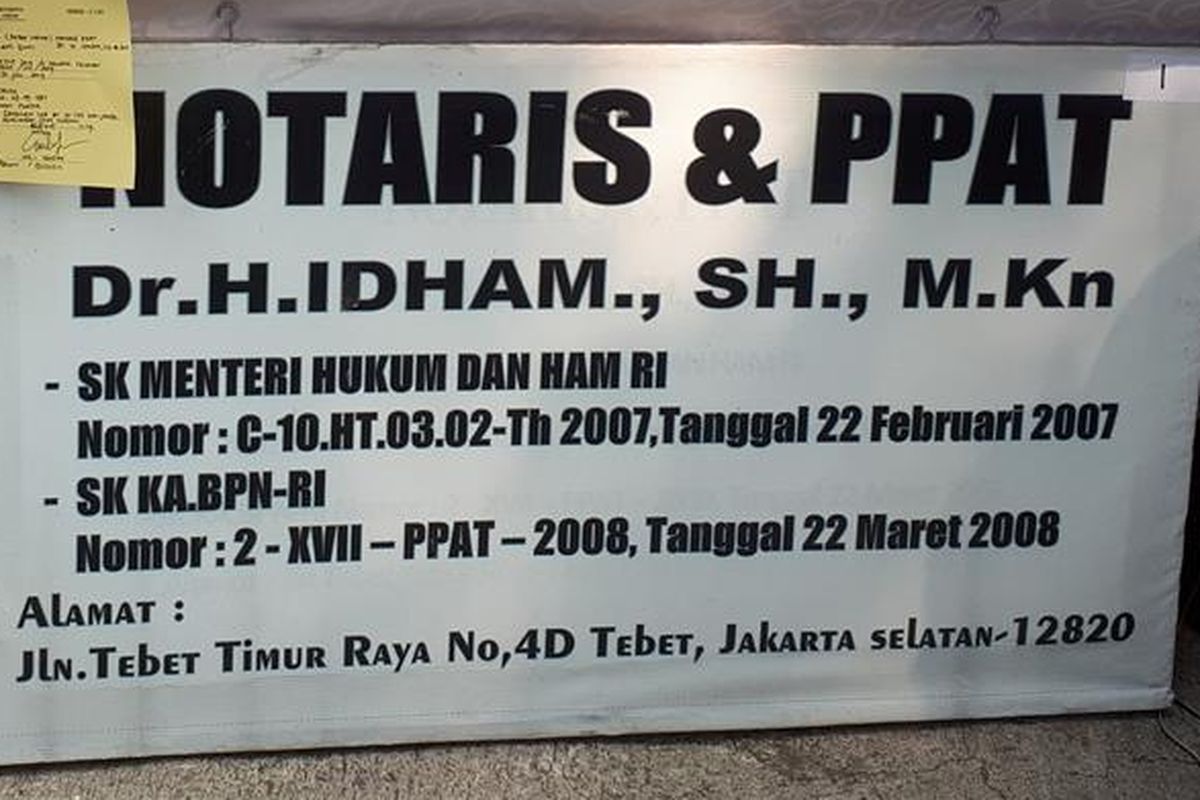 NOTARIS & PPAT
Dr.H.IDHAM., SH., M.Kn
- SK MENTERI HUKUM DAN HAM RI
Nomor : C-10.HT.03.02-Th 2007,Tanggal 22 Februari 2007
- SK KA.BPN-RI
Nomor : 2 - XVII – PPAT – 2008, Tanggal 22 Maret 2008
Alamat :
Jln.Tebet Timur Raya No,4D Tebet, Jakarta selatan-12820